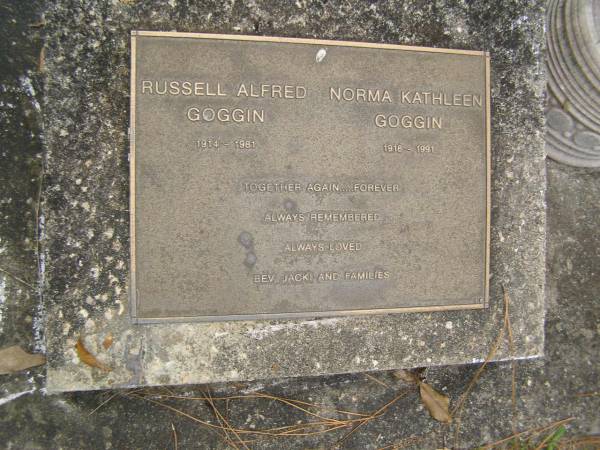 RUSSELL ALFRED
GOGGIN
1914 - 1981
NORMA KATHLEEN
GOGGIN
1918 - 1991
TOGETHER AGAIN....FOREVER
ALWAYS REMEMBERED
ALWAYS LOVED
BEV, JACKI AND FAMILIES